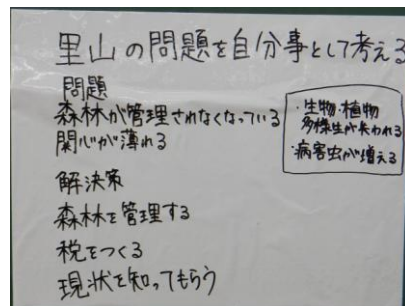 里山の問題を自分事として考える
問題
森林が管理されなくなっている
関心が薄れる
・生物・植物
多様生が失われる
・病害虫が増える
解決策
森林を管理する
税をつくる
現状を知ってもらう